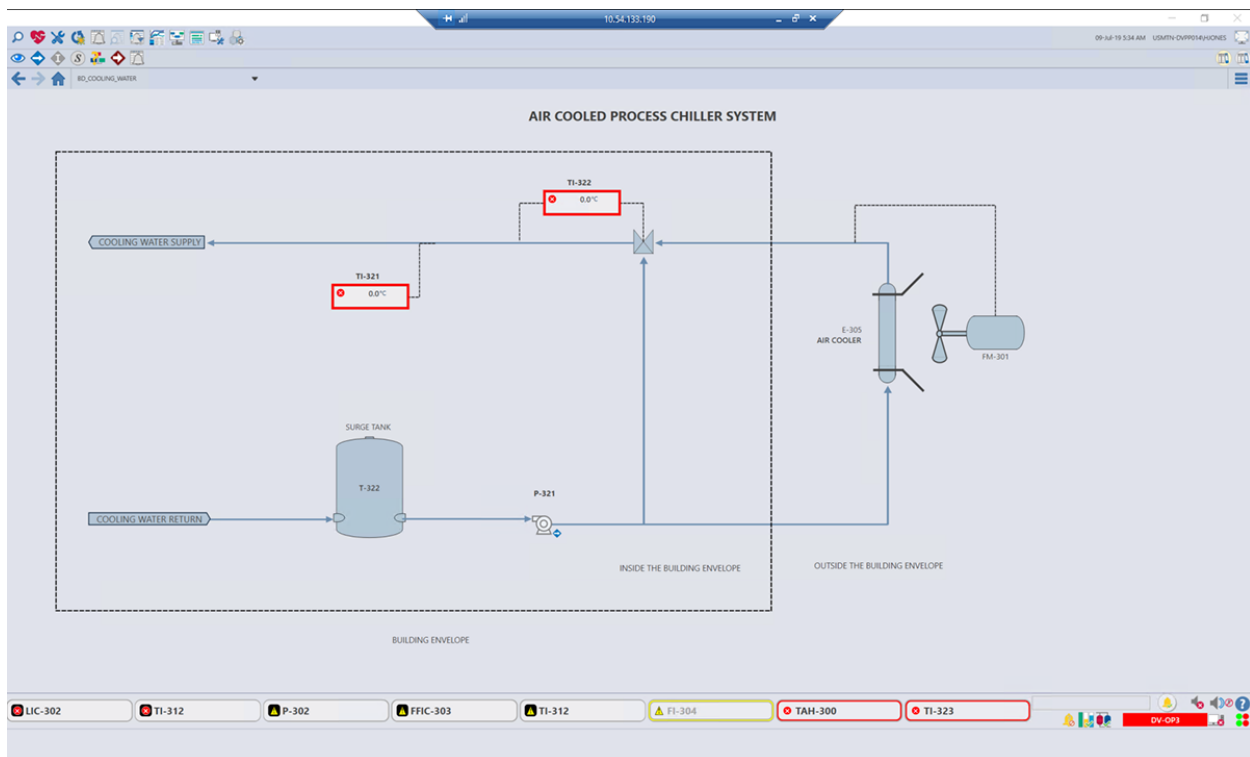 10.54.133.190
09-Jul-19 5:34 AM USMTN-DVPP014\HJONES
BD_COOLING_WATER
AIR COOLED PROCESS CHILLER SYSTEM
TI-322
0.0°C
COOLING WATER SUPPLY
TI-321
0.0°C
E-305
AIR COOLER
FM-301
SURGE TANK
T-322
P-321
COOLING WATER RETURN
INSIDE THE BUILDING ENVELOPE
OUTSIDE THE BUILDING ENVELOPE
BUILDING ENVELOPE
LIC-302
TI-312
P-302
FFIC-303
TI-312
FI-304
TAH-300
TI-323
DV-OP3